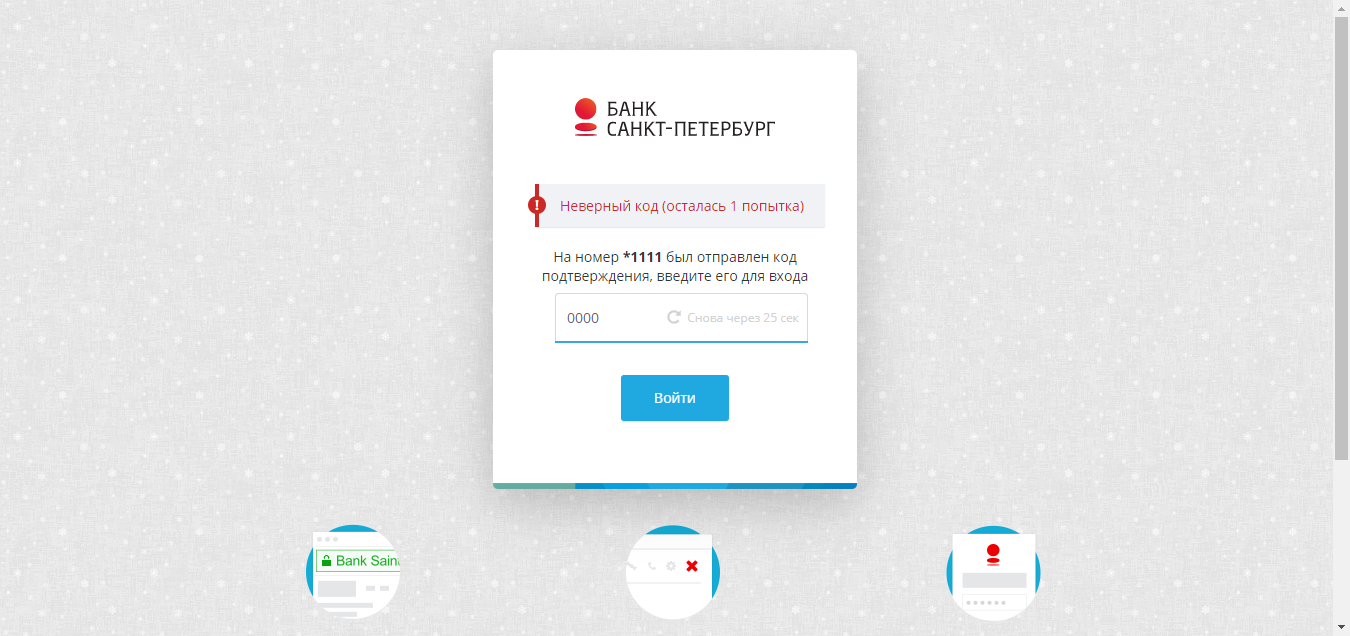 БАНК
САНКТ-ПЕТЕРБУРГ
Неверный код (осталась 1 попытка)
На номер *1111 был отправлен код
подтверждения, введите его для входа
0000
Снова через 25 сек
Войти
Bank Sain